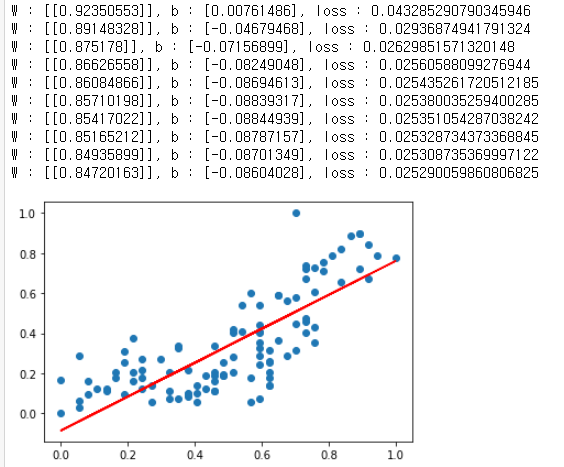 W : [[0.92350553]], b : [0.00761486], loss : 0.043285290790345946
W : [[0.89148328]], b : [-0.04679468], loss : 0.02936874941791324
W : [[0.875178]], b : [-0.07156899], loss : 0.02629851571320148
W : [[0.86626558]], b : [-0.08249048], loss : 0.02560588099276944
W : [[0.86084866]], b : [-0.08694613], loss : 0.025435261720512185
W : [[0.85710198]], b : [-0.08839317], loss : 0.025380035259400285
W : [[0.85417022]], b : [-0.08844939], loss : 0.025351054287038242
W : [[0.85165212]], b : [-0.08787157], loss : 0.025328734373368845
W : [[0.84935899]], b : [-0.08701349], loss : 0.025308735369997122
W : [[0.84720163]], b : [-0.08604028], loss : 0.025290059860806825
1.0
0.8
0.6
0.4
0.2
0.0
0.0 0.2 0.4 0.6 0.8 1.0